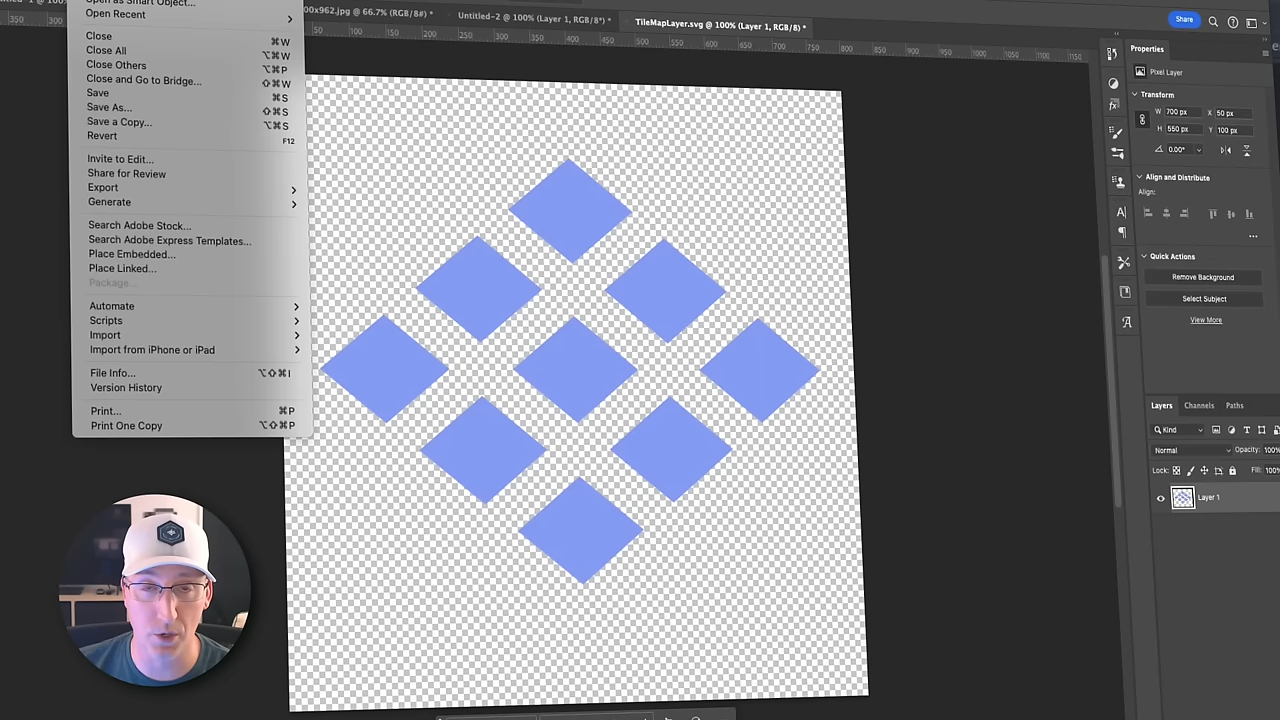 Open as Smart Object...
Open Recent
Close ⌘W
Close All ⌥⌘W
Close Others ⌥⌘P
Close and Go to Bridge... ⇧⌘W
Save ⌘S
Save As... ⇧⌘S
Save a Copy... ⌥⌘S
Revert F12
Invite to Edit...
Share for Review
Export
Generate
Search Adobe Stock...
Search Adobe Express Templates...
Place Embedded...
Place Linked...
Package...
Automate
Scripts
Import
Import from iPhone or iPad
File Info... ⌥⇧⌘I
Version History
Print... ⌘P
Print One Copy ⌥⇧⌘P
00x962.jpg @ 66.7% (RGB/8#) * Untitled-2 @ 100% (Layer 1, RGB/8*) * TileMapLayer.svg @ 100% (Layer 1, RGB/8) *
350 300 50 100 150 200 250 300 350 400 450 500 550 600 650 700 750 800 850 900 950 1000 1050 1100 1150
Share
Properties
Pixel Layer
Transform
W 700 px X 50 px
H 550 px Y 100 px
0.00°
Align and Distribute
Align:
Quick Actions
Remove Background
Select Subject
View More
Layers Channels Paths
Kind
Normal Opacity: 100%
Lock: Fill: 100%
Layer 1